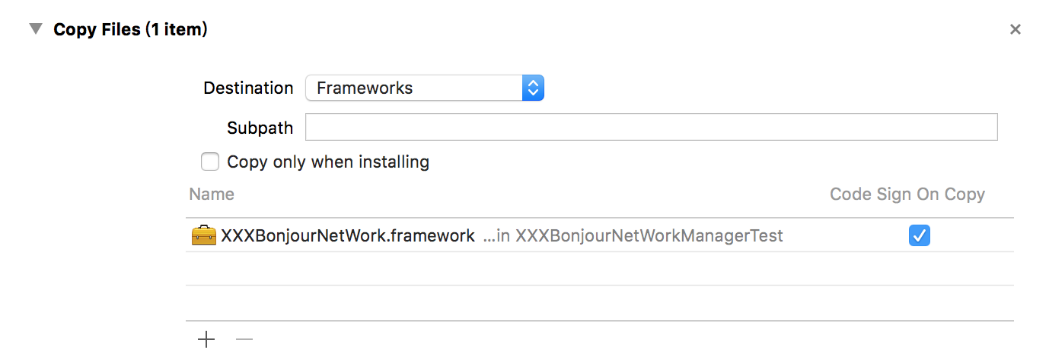 Copy Files (1 item)
Destination Frameworks
Subpath
Copy only when installing
Name Code Sign On Copy
XXXBonjourNetWork.framework ...in XXXBonjourNetWorkManagerTest